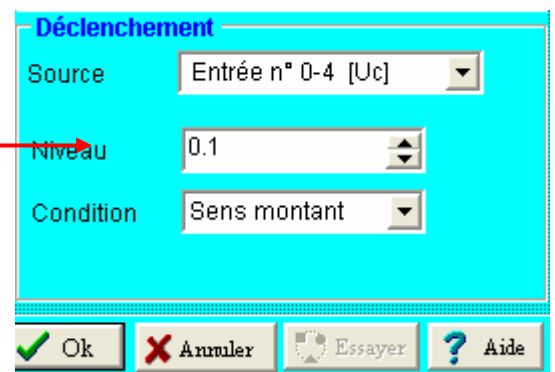 Déclenchement
Source Entrée n° 0-4 [Uc]
Niveau 0.1
Condition Sens montant
Ok Annuler Essayer ? Aide